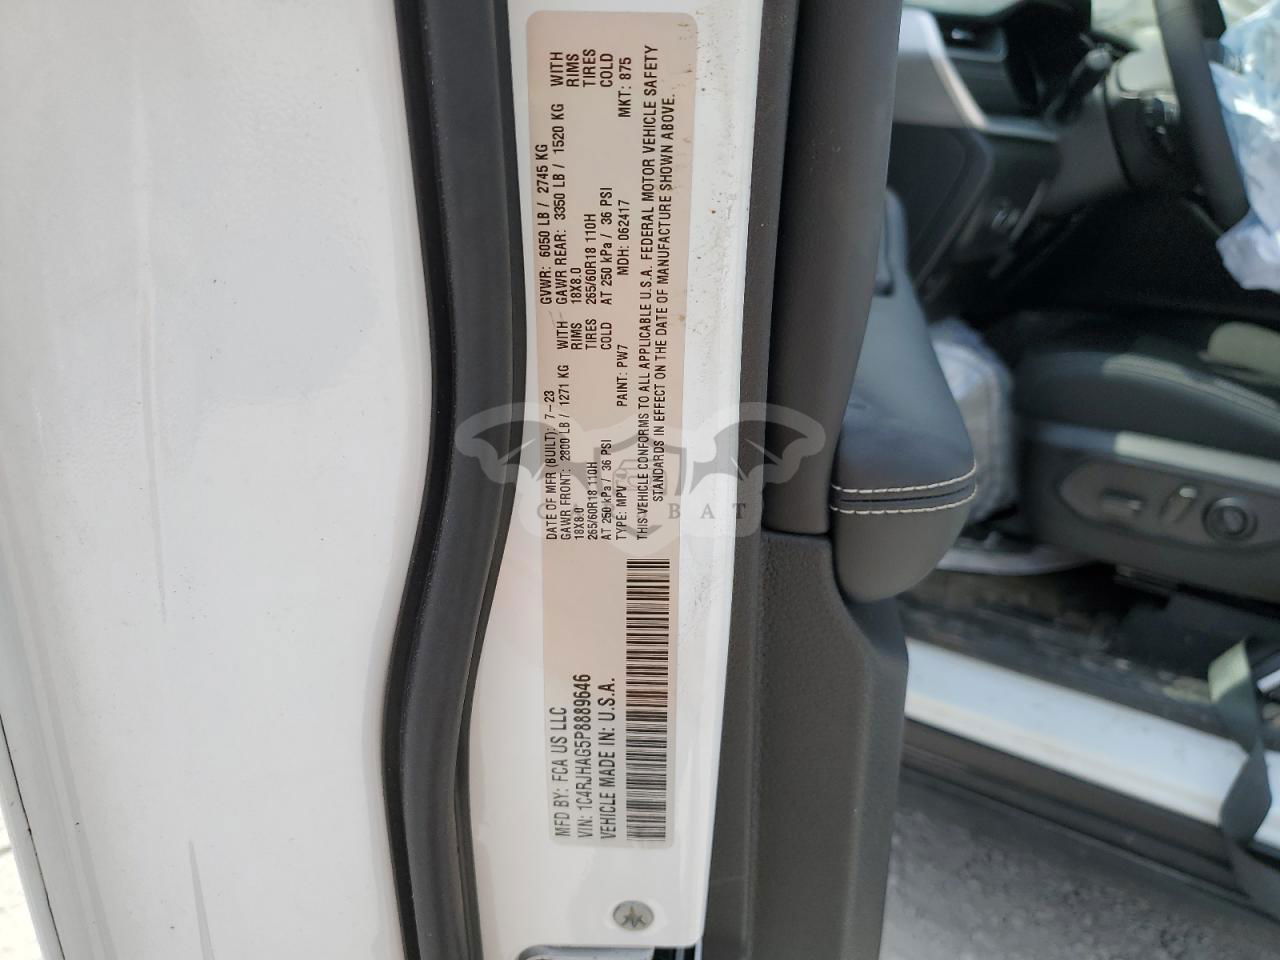 MFD BY: FCA US LLC
VIN: 1C4RJHAG5P8889646
VEHICLE MADE IN: U.S.A.
DATE OF MFR (BUILT): 7-23
GVWR: 6050 LB / 2745 KG
GAWR FRONT: 2800 LB / 1271 KG WITH
GAWR REAR: 3350 LB / 1520 KG WITH
18X8.0 RIMS
18X8.0 RIMS
265/60R18 110H TIRES
265/60R18 110H TIRES
AT 250 kPa / 36 PSI COLD
AT 250 kPa / 36 PSI COLD
TYPE: MPV PAINT: PW7 MDH: 062417 MKT: 875
THIS VEHICLE CONFORMS TO ALL APPLICABLE U.S.A. FEDERAL MOTOR VEHICLE SAFETY
STANDARDS IN EFFECT ON THE DATE OF MANUFACTURE SHOWN ABOVE.